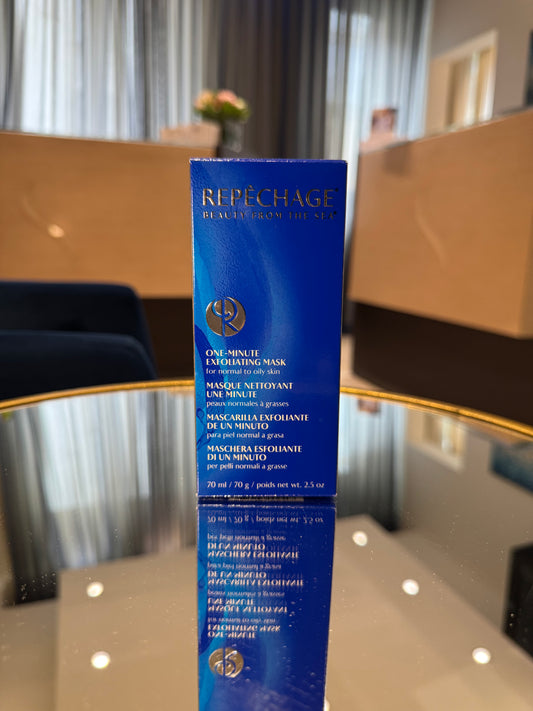 REPÊCHAGE®
BEAUTY FROM THE SEA
ONE-MINUTE
EXFOLIATING MASK
for normal to oily skin
MASQUE NETTOYANT
UNE MINUTE
peaux normales à grasses
MASCARILLA EXFOLIANTE
DE UN MINUTO
para piel normal a grasa
MASCHERA ESFOLIANTE
DI UN MINUTO
per pelli normali a grasse
70 ml / 70 g / poids net wt. 2.5 oz